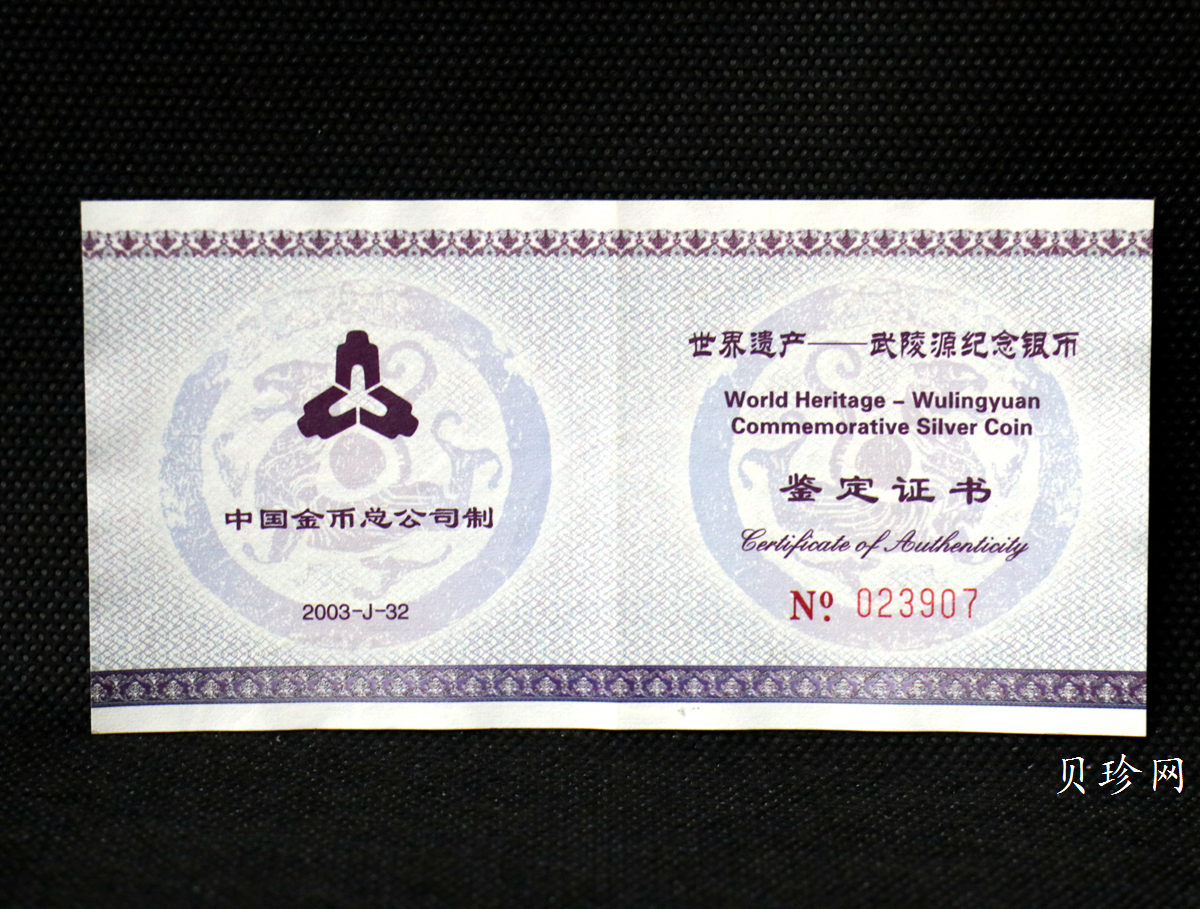 中国金币总公司制
2003-J-32
世界遗产——武陵源纪念银币
World Heritage – Wulingyuan
Commemorative Silver Coin
鉴定证书
Certificate of Authenticity
Nº. 023907
贝珍网